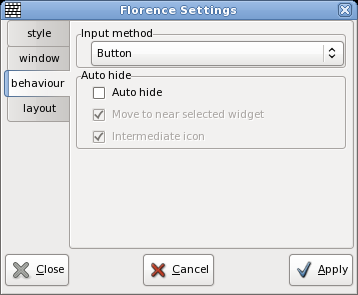 Florence Settings
style
window
behaviour
layout
Input method
Button
Auto hide
Auto hide
Move to near selected widget
Intermediate icon
Close
Cancel
Apply